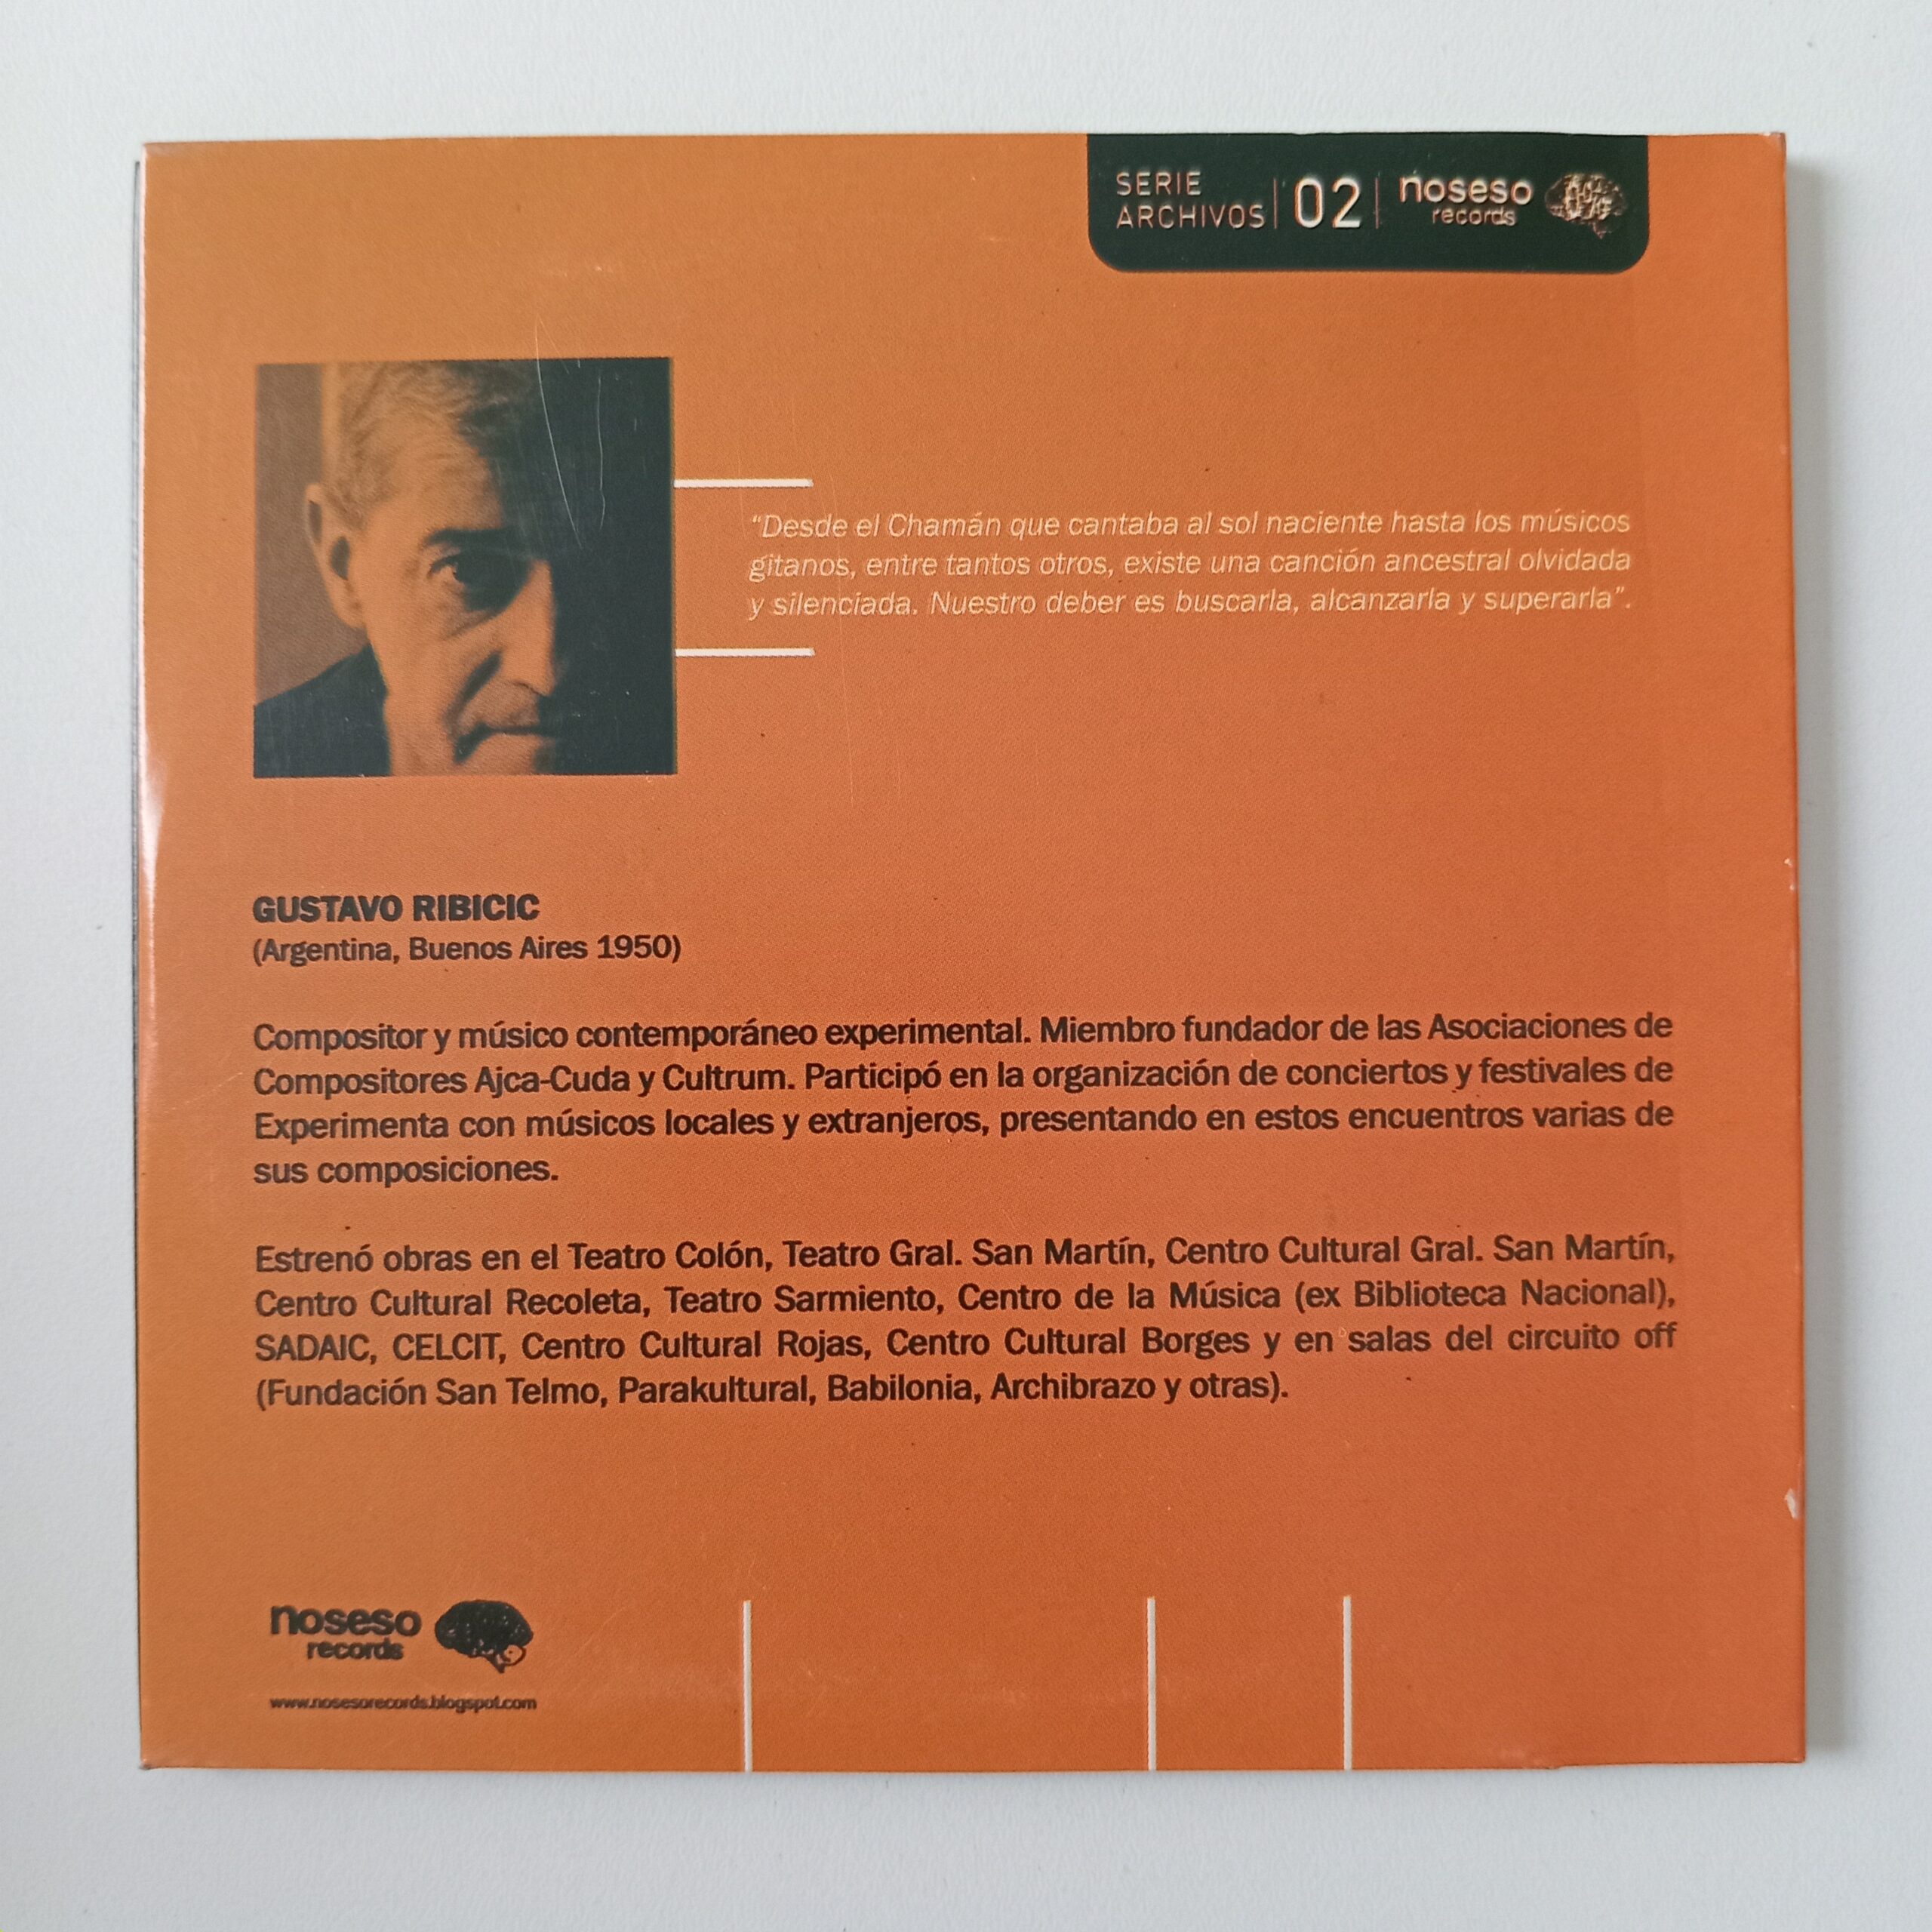 SERIE
ARCHIVOS | 02 | noseso
records
“Desde el Chamán que cantaba al sol naciente hasta los músicos
gitanos, entre tantos otros, existe una canción ancestral olvidada
y silenciada. Nuestro deber es buscarla, alcanzarla y superarla”.
GUSTAVO RIBICIC
(Argentina, Buenos Aires 1950)
Compositor y músico contemporáneo experimental. Miembro fundador de las Asociaciones de
Compositores Ajca-Cuda y Cultrum. Participó en la organización de conciertos y festivales de
Experimenta con músicos locales y extranjeros, presentando en estos encuentros varias de
sus composiciones.
Estrenó obras en el Teatro Colón, Teatro Gral. San Martín, Centro Cultural Gral. San Martín,
Centro Cultural Recoleta, Teatro Sarmiento, Centro de la Música (ex Biblioteca Nacional),
SADAIC, CELCIT, Centro Cultural Rojas, Centro Cultural Borges y en salas del circuito off
(Fundación San Telmo, Parakultural, Babilonia, Archibrazo y otras).
noseso
records
www.nosesorecords.blogspot.com